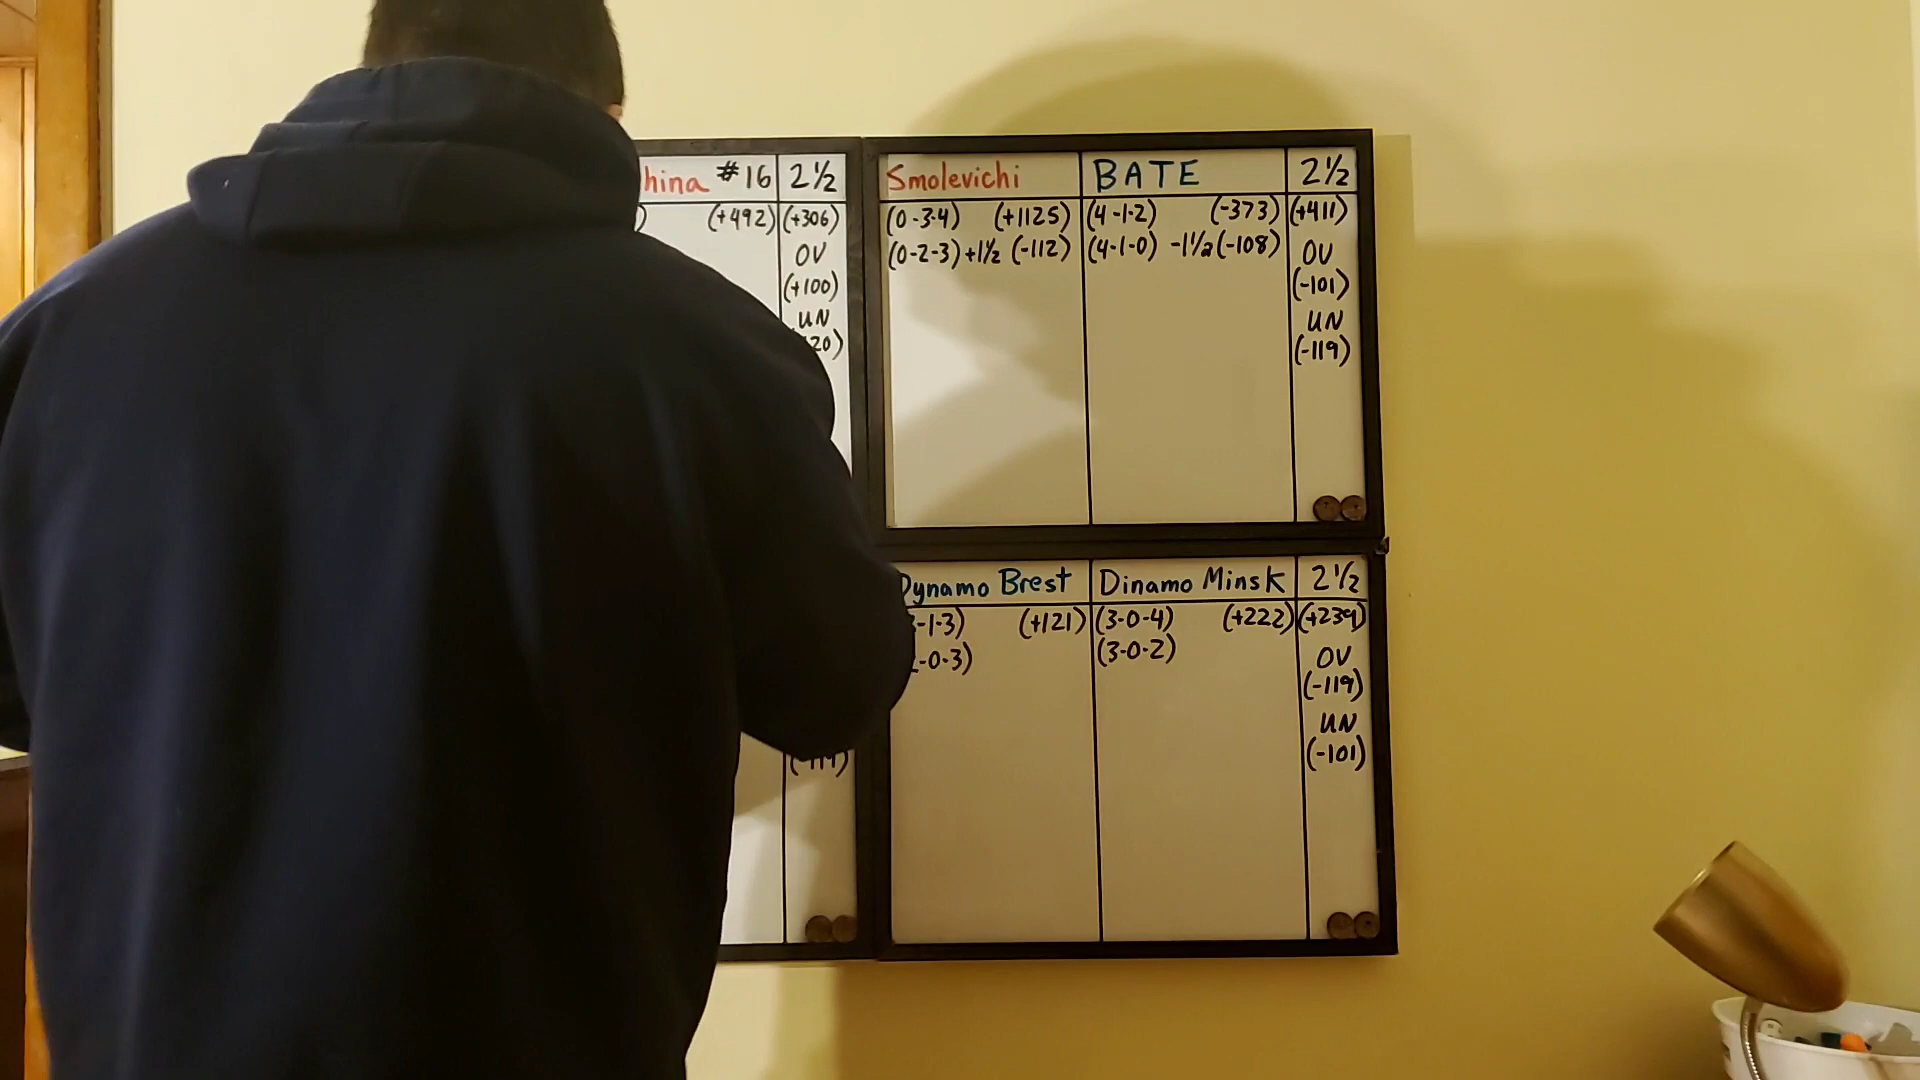 #16 2½
(+492) (+306)
OV
(+100)
UN
Smolevichi BATE 2½
(0-3-4) (+1125) (4-1-2) (-373) (+411)
(0-2-3) +1½ (-112) (4-1-0) -1½ (-108) OV
(-101)
UN
(-119)
Dynamo Brest Dinamo Minsk 2½
-1-3) (+121) (3-0-4) (+222) (+239)
-0-3) (3-0-2) OV
(-119)
UN
(-101)